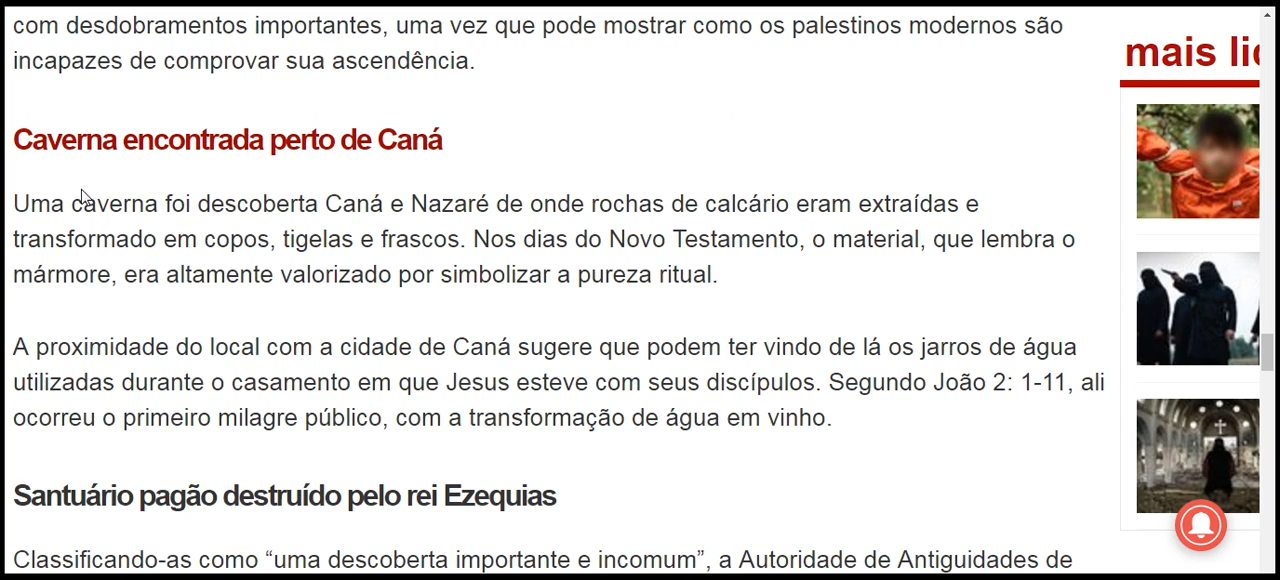 com desdobramentos importantes, uma vez que pode mostrar como os palestinos modernos são
incapazes de comprovar sua ascendência.
Caverna encontrada perto de Caná
Uma caverna foi descoberta Caná e Nazaré de onde rochas de calcário eram extraídas e
transformado em copos, tigelas e frascos. Nos dias do Novo Testamento, o material, que lembra o
mármore, era altamente valorizado por simbolizar a pureza ritual.
A proximidade do local com a cidade de Caná sugere que podem ter vindo de lá os jarros de água
utilizadas durante o casamento em que Jesus esteve com seus discípulos. Segundo João 2: 1-11, ali
ocorreu o primeiro milagre público, com a transformação de água em vinho.
Santuário pagão destruído pelo rei Ezequias
Classificando-as como “uma descoberta importante e incomum”, a Autoridade de Antiguidades de
mais